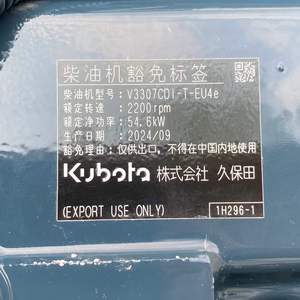 柴油机豁免标签
柴油机型号: V3307CDI-T-EU4e
额定转速 : 2200rpm
额定净功率: 54.6kW
生产日期 : 2024/09
豁免理由: 仅供出口，不得在中国内地使用
Kubota 株式会社 久保田
(EXPORT USE ONLY) 1H296-1